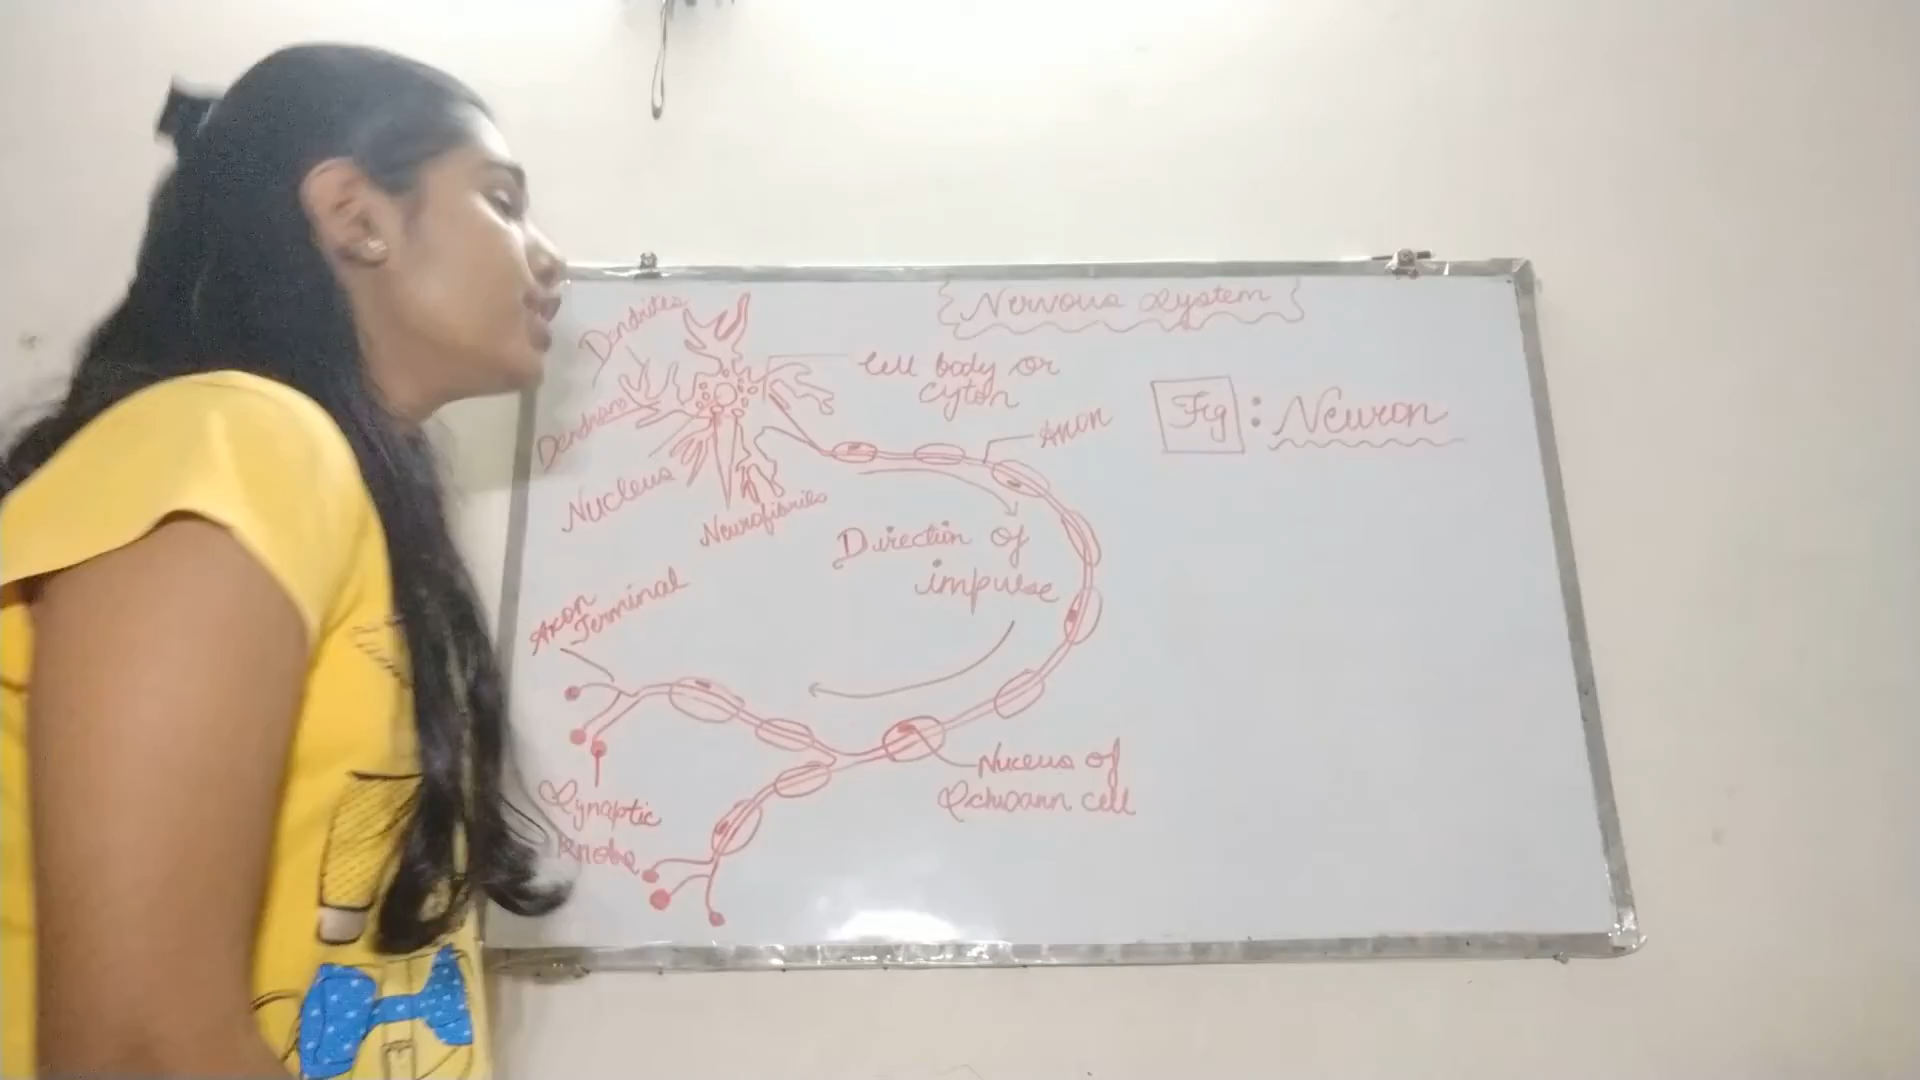 Nervous System
Fig : Neuron
Dendrites
Dendrons
Nucleus
Neurofibrils
Cell body or
Cyton
Axon
Direction of
impulse
Axon
Terminal
Synaptic
Knobs
Nuceus of
Schwann cell